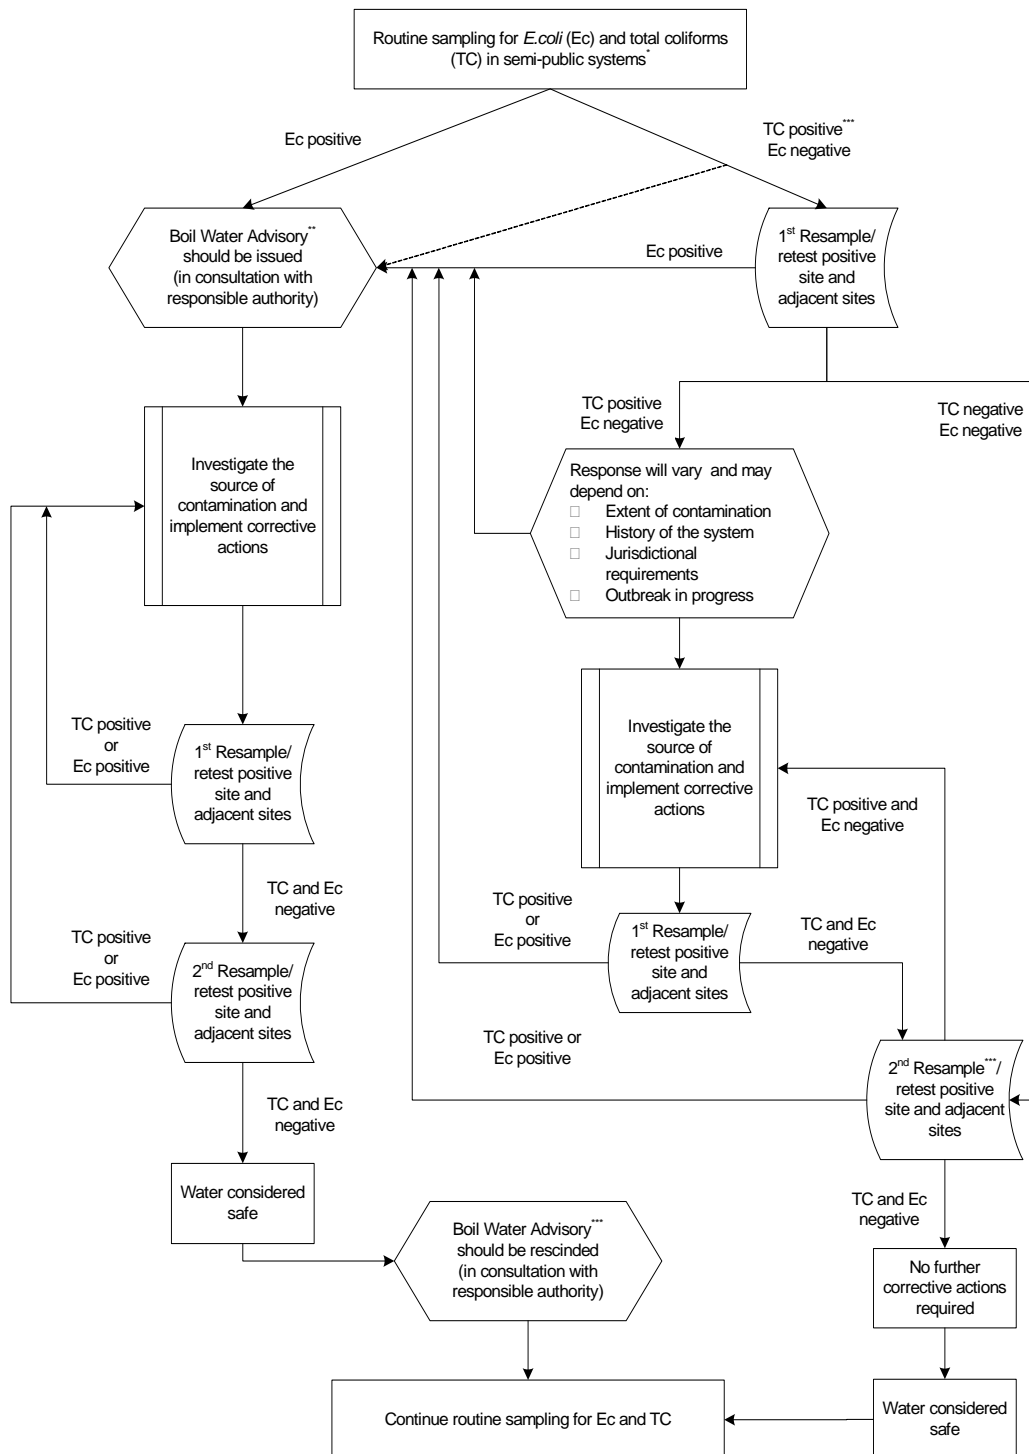 Routine sampling for E.coli (Ec) and total coliforms
(TC) in semi-public systems*
Ec positive
TC positive***
Ec negative
Boil Water Advisory**
should be issued
(in consultation with
responsible authority)
Ec positive
1st Resample/
retest positive
site and
adjacent sites
TC positive
Ec negative
TC negative
Ec negative
Investigate the
source of
contamination and
implement corrective
actions
Response will vary and may
depend on:
Extent of contamination
History of the system
Jurisdictional
requirements
Outbreak in progress
TC positive
or
Ec positive
1st Resample/
retest positive
site and
adjacent sites
Investigate the
source of
contamination and
implement corrective
actions
TC positive and
Ec negative
TC and Ec
negative
TC positive
or
Ec positive
1st Resample/
retest positive
site and
adjacent sites
TC and Ec
negative
TC positive
or
Ec positive
2nd Resample/
retest positive
site and
adjacent sites
TC positive or
Ec positive
2nd Resample***/
retest positive
site and adjacent
sites
TC and Ec
negative
Water considered
safe
TC and Ec
negative
Boil Water Advisory***
should be rescinded
(in consultation with
responsible authority)
No further
corrective actions
required
Continue routine sampling for Ec and TC
Water considered
safe